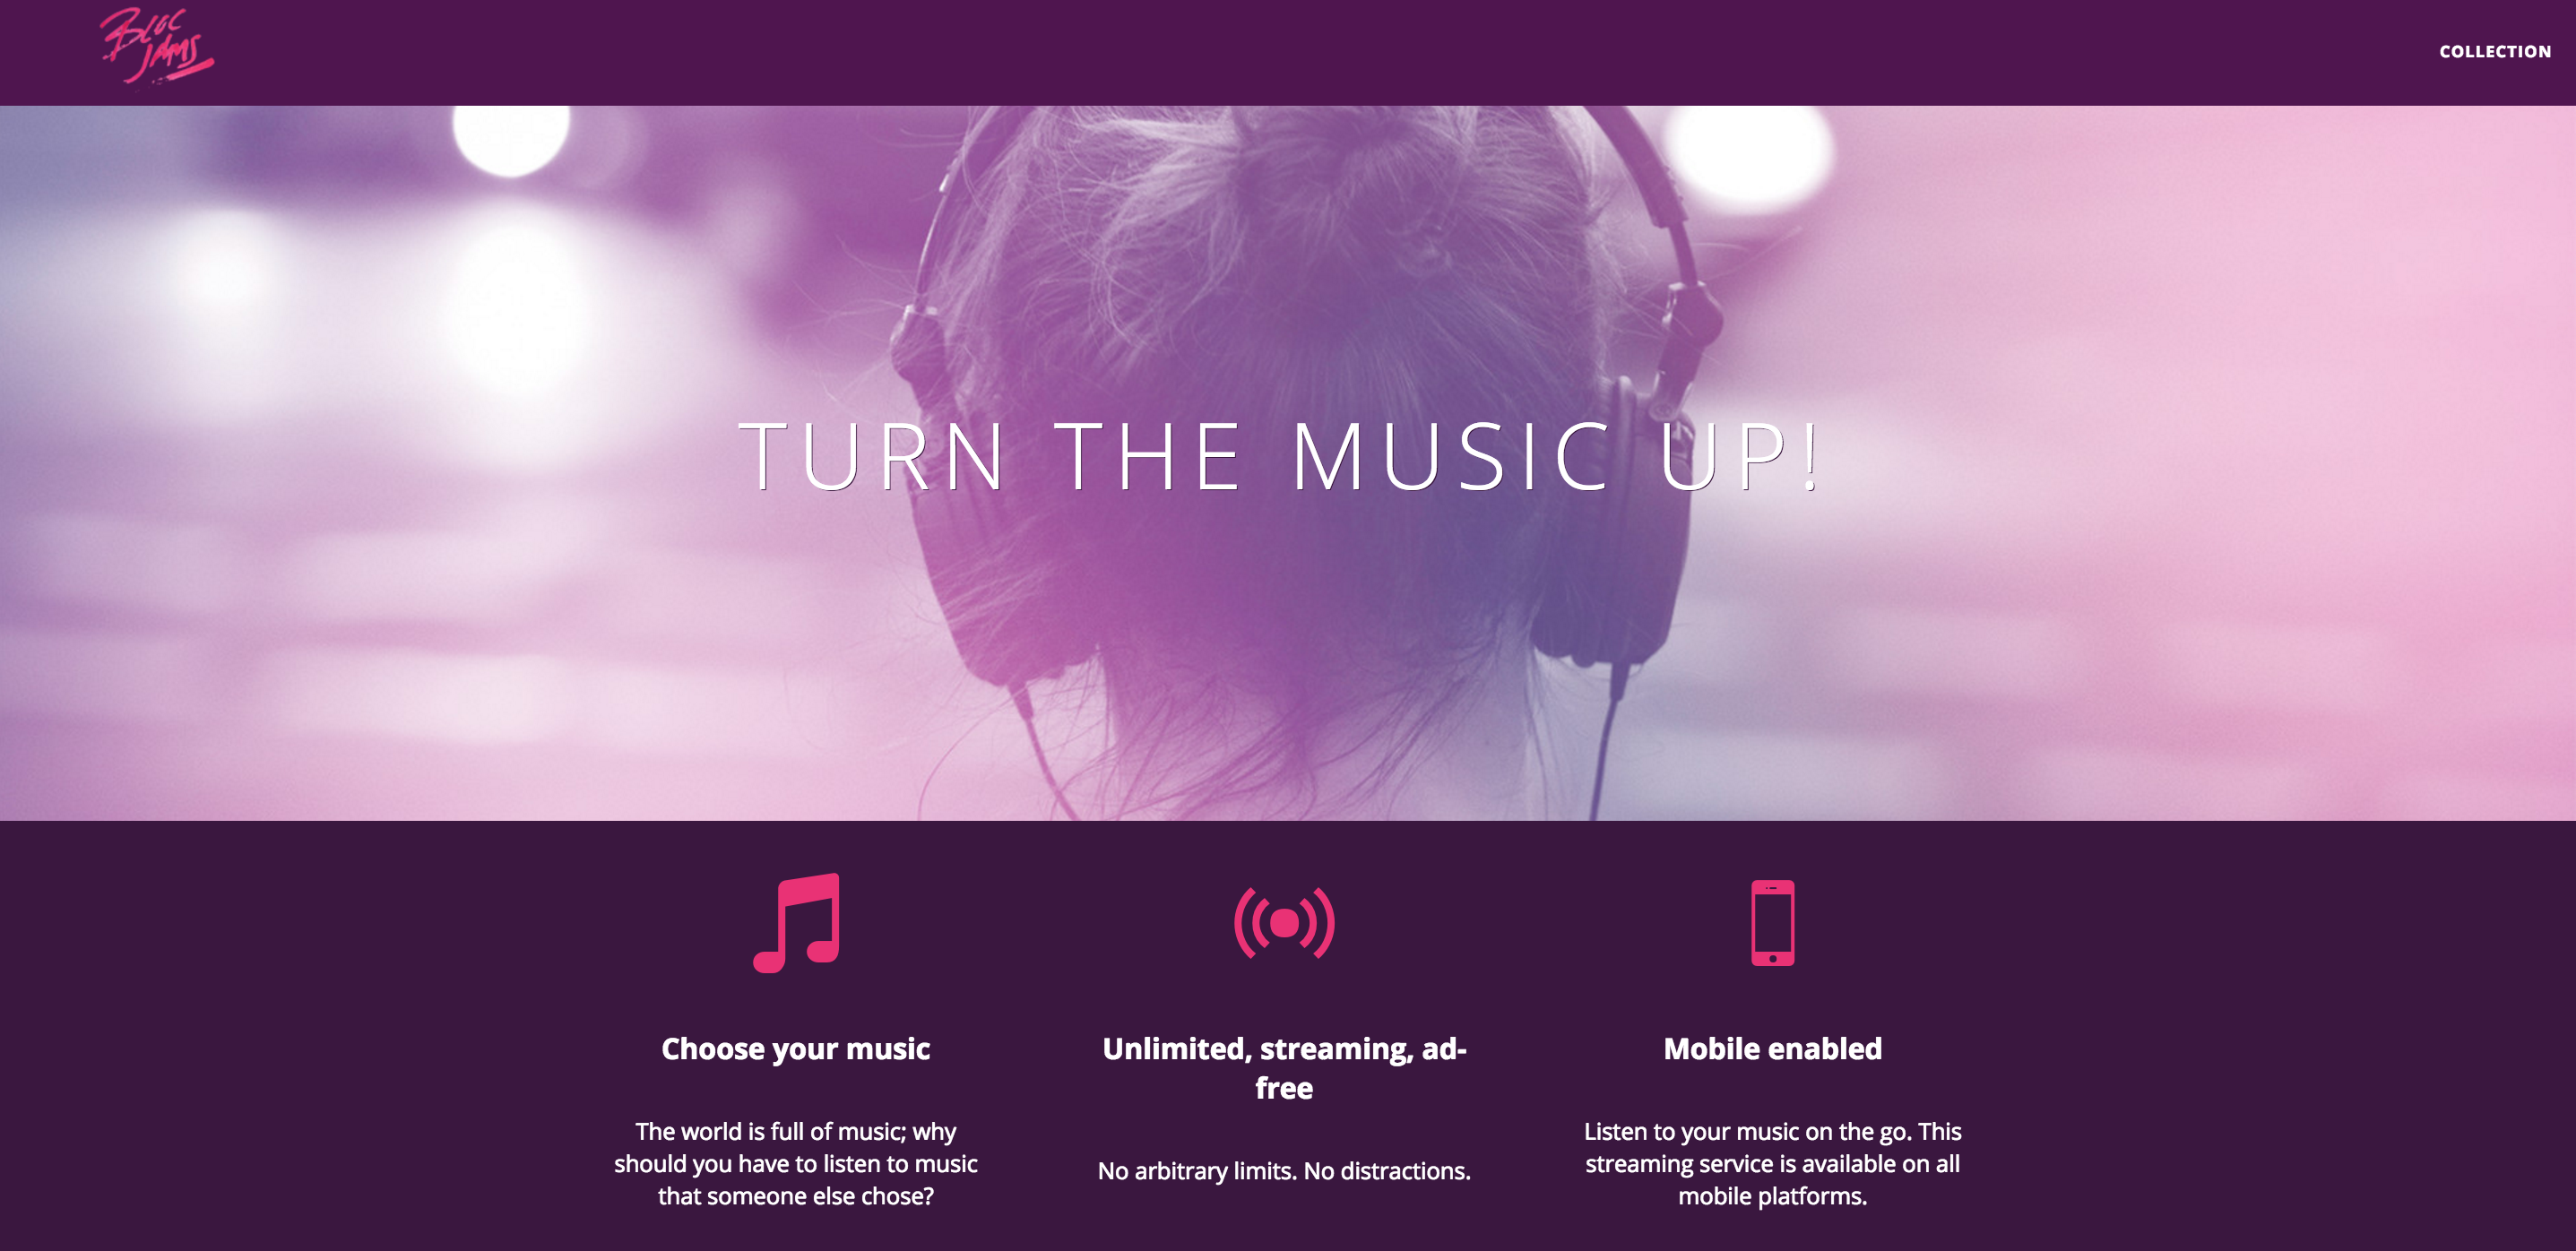 BLOC
JAMS
COLLECTION
TURN THE MUSIC UP!
Choose your music
The world is full of music; why
should you have to listen to music
that someone else chose?
Unlimited, streaming, ad-
free
No arbitrary limits. No distractions.
Mobile enabled
Listen to your music on the go. This
streaming service is available on all
mobile platforms.